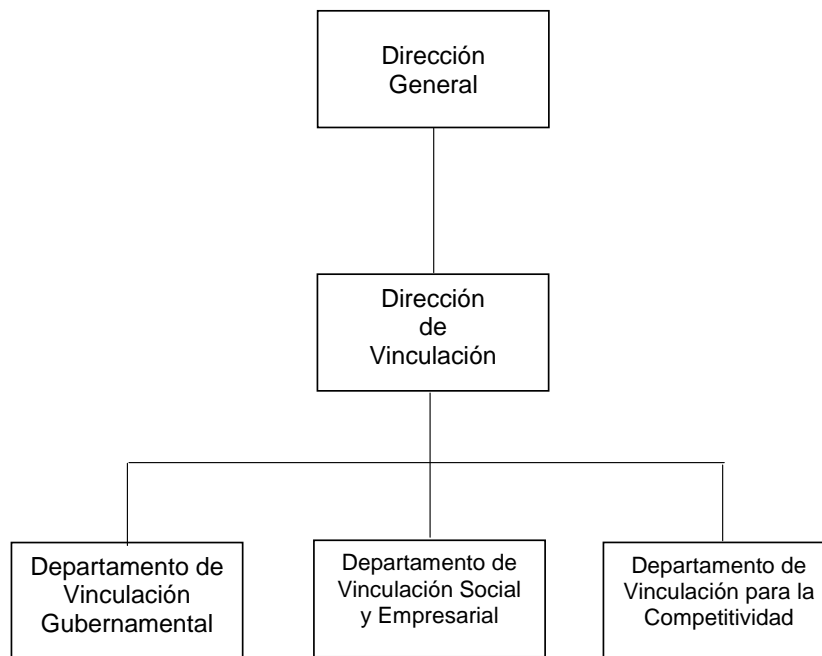 Dirección
General
Dirección
de
Vinculación
Departamento de
Vinculación
Gubernamental
Departamento de
Vinculación Social
y Empresarial
Departamento de
Vinculación para la
Competitividad